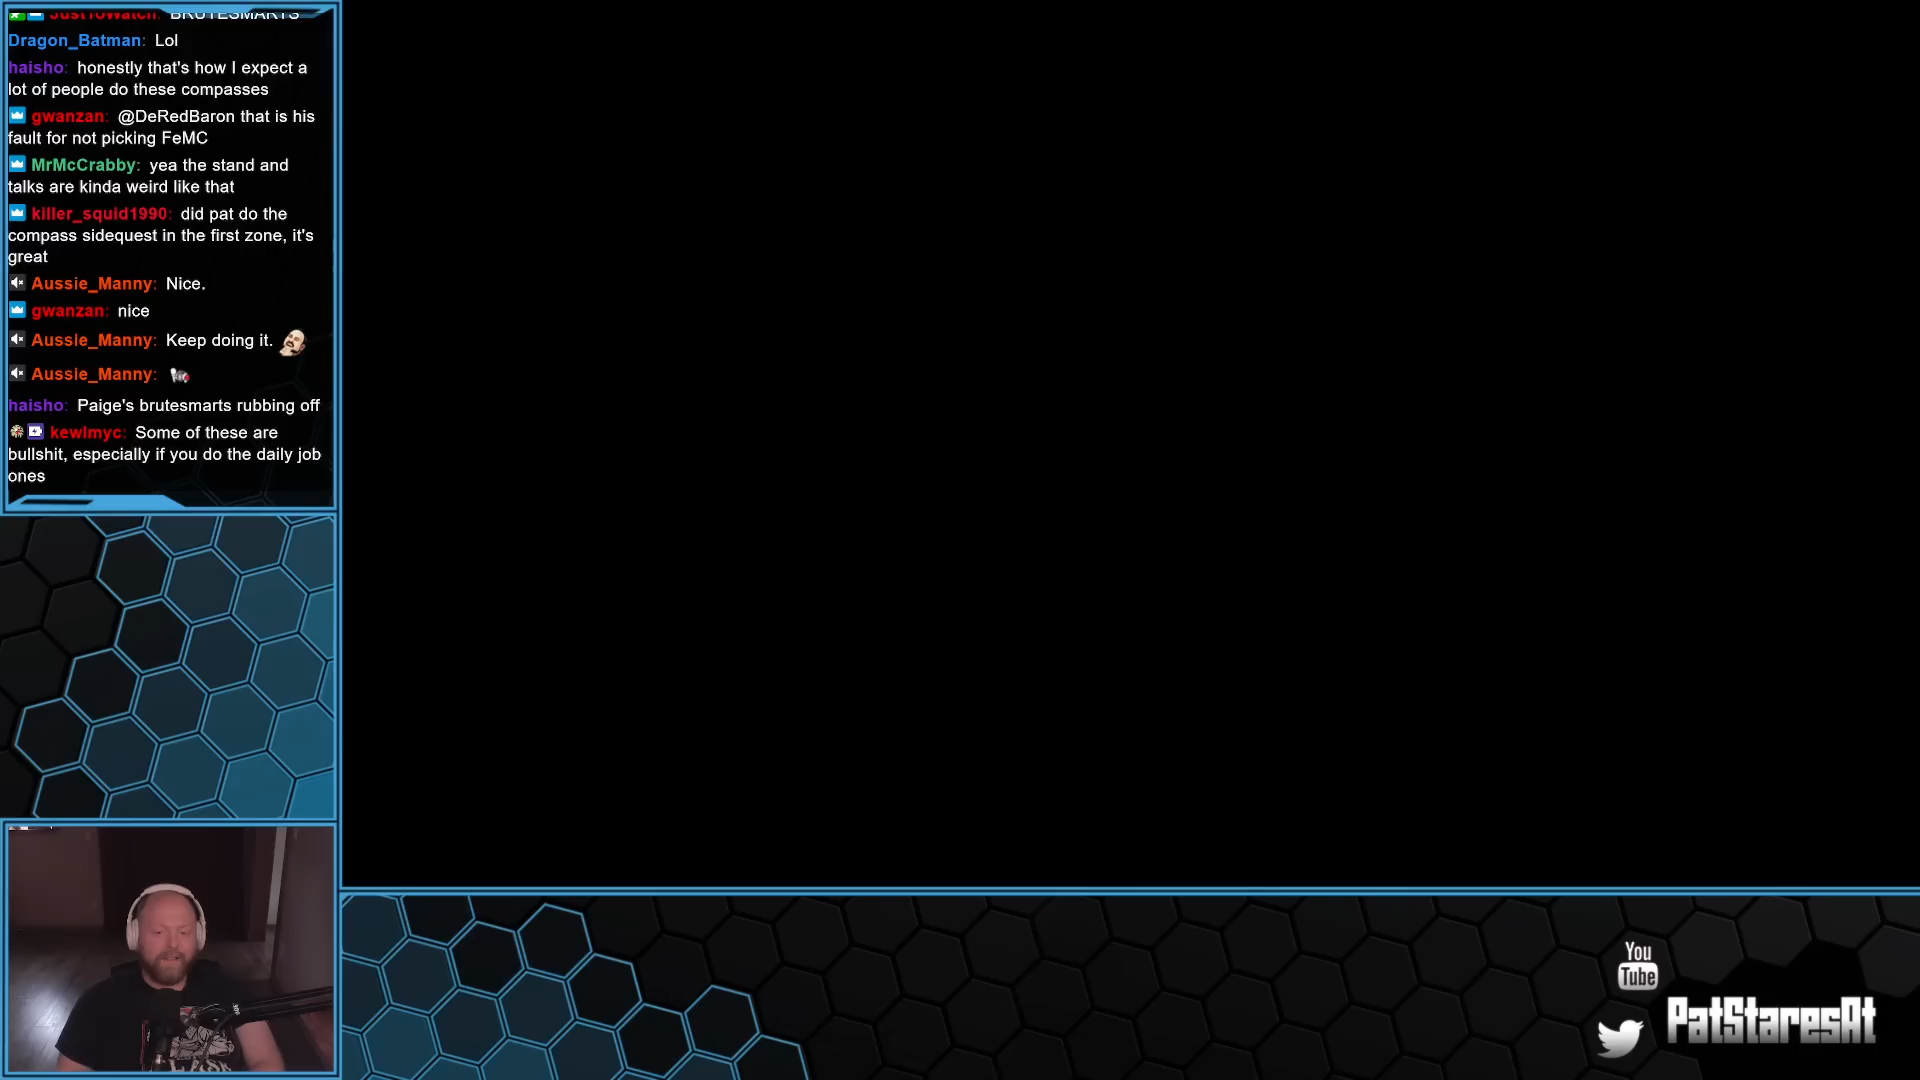 JustToWatch: BRUTESMARTS
Dragon_Batman: Lol
haisho: honestly that's how I expect a
lot of people do these compasses
gwanzan: @DeRedBaron that is his
fault for not picking FeMC
MrMcCrabby: yea the stand and
talks are kinda weird like that
killer_squid1990: did pat do the
compass sidequest in the first zone, it's
great
Aussie_Manny: Nice.
gwanzan: nice
Aussie_Manny: Keep doing it.
Aussie_Manny:
haisho: Paige's brutesmarts rubbing off
kewlmyc: Some of these are
bullshit, especially if you do the daily job
ones
You
Tube
PatStaresAt